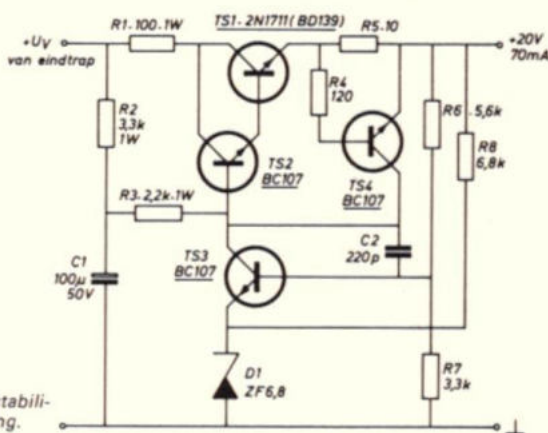 R1-100-1W
TS1-2N1711(BD139)
R5-10
+Uv
van eindtrap
+20V
70mA
R2
3,3k
1W
R4
120
R6-5,6k
R8
6,8k
TS2
BC107
TS4
BC107
R3-2,2k-1W
C2
220p
C1
100µ
50V
TS3
BC107
D1
ZF6,8
R7
3,3k
stabili-
ng.